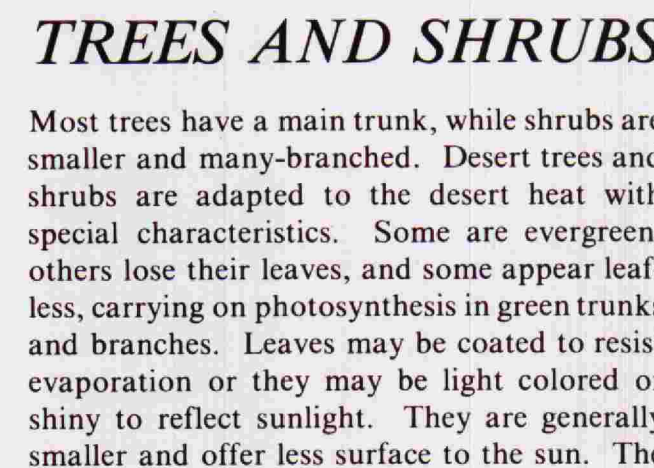 TREES AND SHRUBS
Most trees have a main trunk, while shrubs are
smaller and many-branched. Desert trees and
shrubs are adapted to the desert heat with
special characteristics. Some are evergreen,
others lose their leaves, and some appear leaf-
less, carrying on photosynthesis in green trunks
and branches. Leaves may be coated to resist
evaporation or they may be light colored or
shiny to reflect sunlight. They are generally
smaller and offer less surface to the sun. The